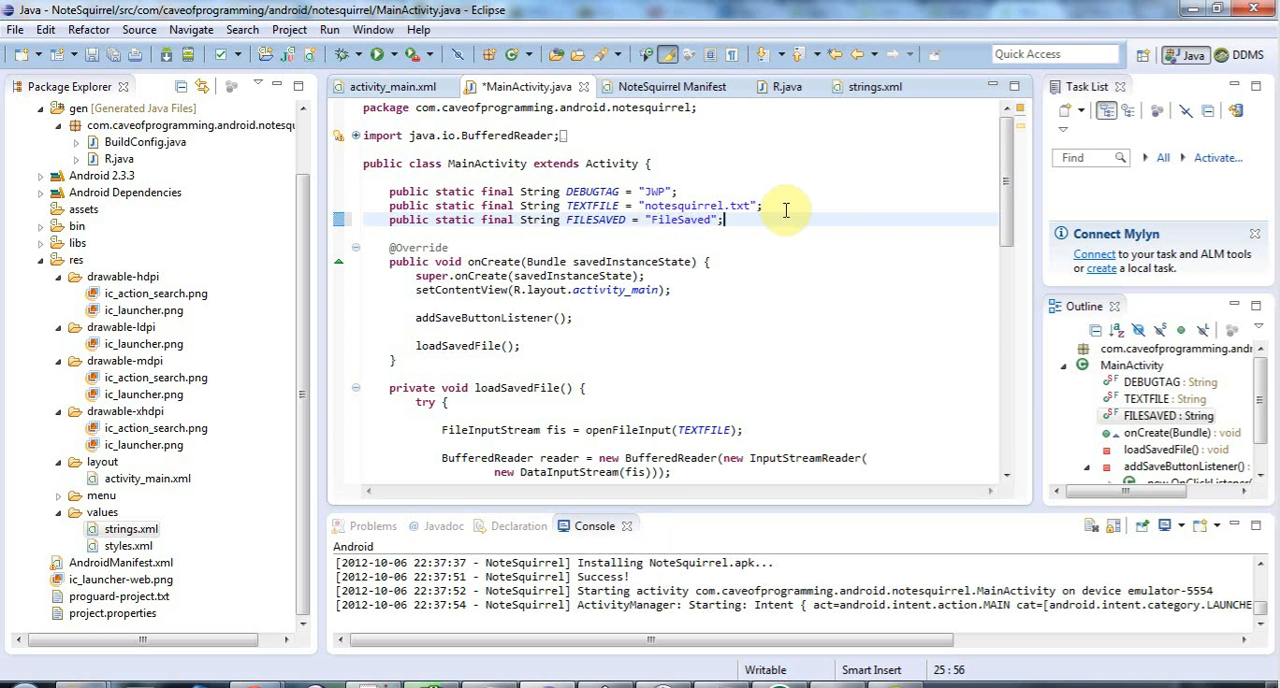 Java - NoteSquirrel/src/com/caveofprogramming/android/notesquirrel/MainActivity.java - Eclipse
File Edit Refactor Source Navigate Search Project Run Window Help
Quick Access
Java
DDMS
Package Explorer
gen [Generated Java Files]
com.caveofprogramming.android.notesqu
BuildConfig.java
R.java
Android 2.3.3
Android Dependencies
assets
bin
libs
res
drawable-hdpi
ic_action_search.png
ic_launcher.png
drawable-ldpi
ic_launcher.png
drawable-mdpi
ic_action_search.png
ic_launcher.png
drawable-xhdpi
ic_action_search.png
ic_launcher.png
layout
activity_main.xml
menu
values
strings.xml
styles.xml
AndroidManifest.xml
ic_launcher-web.png
proguard-project.txt
project.properties
activity_main.xml
*MainActivity.java
NoteSquirrel Manifest
R.java
strings.xml
package com.caveofprogramming.android.notesquirrel;
import java.io.BufferedReader;
public class MainActivity extends Activity {
public static final String DEBUGTAG = "JWP";
public static final String TEXTFILE = "notesquirrel.txt";
public static final String FILESAVED = "FileSaved";
@Override
public void onCreate(Bundle savedInstanceState) {
super.onCreate(savedInstanceState);
setContentView(R.layout.activity_main);
addSaveButtonListener();
loadSavedFile();
}
private void loadSavedFile() {
try {
FileInputStream fis = openFileInput(TEXTFILE);
BufferedReader reader = new BufferedReader(new InputStreamReader(
new DataInputStream(fis)));
Task List
Find
All
Activate...
Connect Mylyn
Connect to your task and ALM tools
or create a local task.
Outline
com.caveofprogramming.andr
MainActivity
DEBUGTAG : String
TEXTFILE : String
FILESAVED : String
onCreate(Bundle) : void
loadSavedFile() : void
addSaveButtonListener() :
new OnClickListener()
Problems
@ Javadoc
Declaration
Console
Android
[2012-10-06 22:37:37 - NoteSquirrel] Installing NoteSquirrel.apk...
[2012-10-06 22:37:51 - NoteSquirrel] Success!
[2012-10-06 22:37:52 - NoteSquirrel] Starting activity com.caveofprogramming.android.notesquirrel.MainActivity on device emulator-5554
[2012-10-06 22:37:54 - NoteSquirrel] ActivityManager: Starting: Intent { act=android.intent.action.MAIN cat=[android.intent.category.LAUNCHE
Writable
Smart Insert
25 : 56